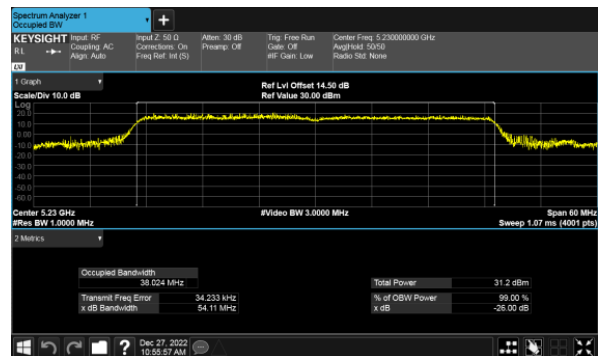 Spectrum Analyzer 1
Occupied BW
+
KEYSIGHT Input: RF Input Z: 50 Ω Atten: 30 dB Trig: Free Run Center Freq: 5.230000000 GHz
RL Coupling: AC Corrections: On Preamp: Off Gate: Off Avg|Hold: 50/50
Align: Auto Freq Ref: Int (S) #IF Gain: Low Radio Std: None
LXI
1 Graph
Ref Lvl Offset 14.50 dB
Scale/Div 10.0 dB Ref Value 30.00 dBm
Log
20.0
10.0
0.00
-10.0
-20.0
-30.0
-40.0
-50.0
-60.0
Center 5.23 GHz #Video BW 3.0000 MHz Span 60 MHz
#Res BW 1.0000 MHz Sweep 1.07 ms (4001 pts)
2 Metrics
Occupied Bandwidth
38.024 MHz Total Power 31.2 dBm
Transmit Freq Error 34.233 kHz % of OBW Power 99.00 %
x dB Bandwidth 54.11 MHz x dB -26.00 dB
? Dec 27, 2022
10:55:57 AM